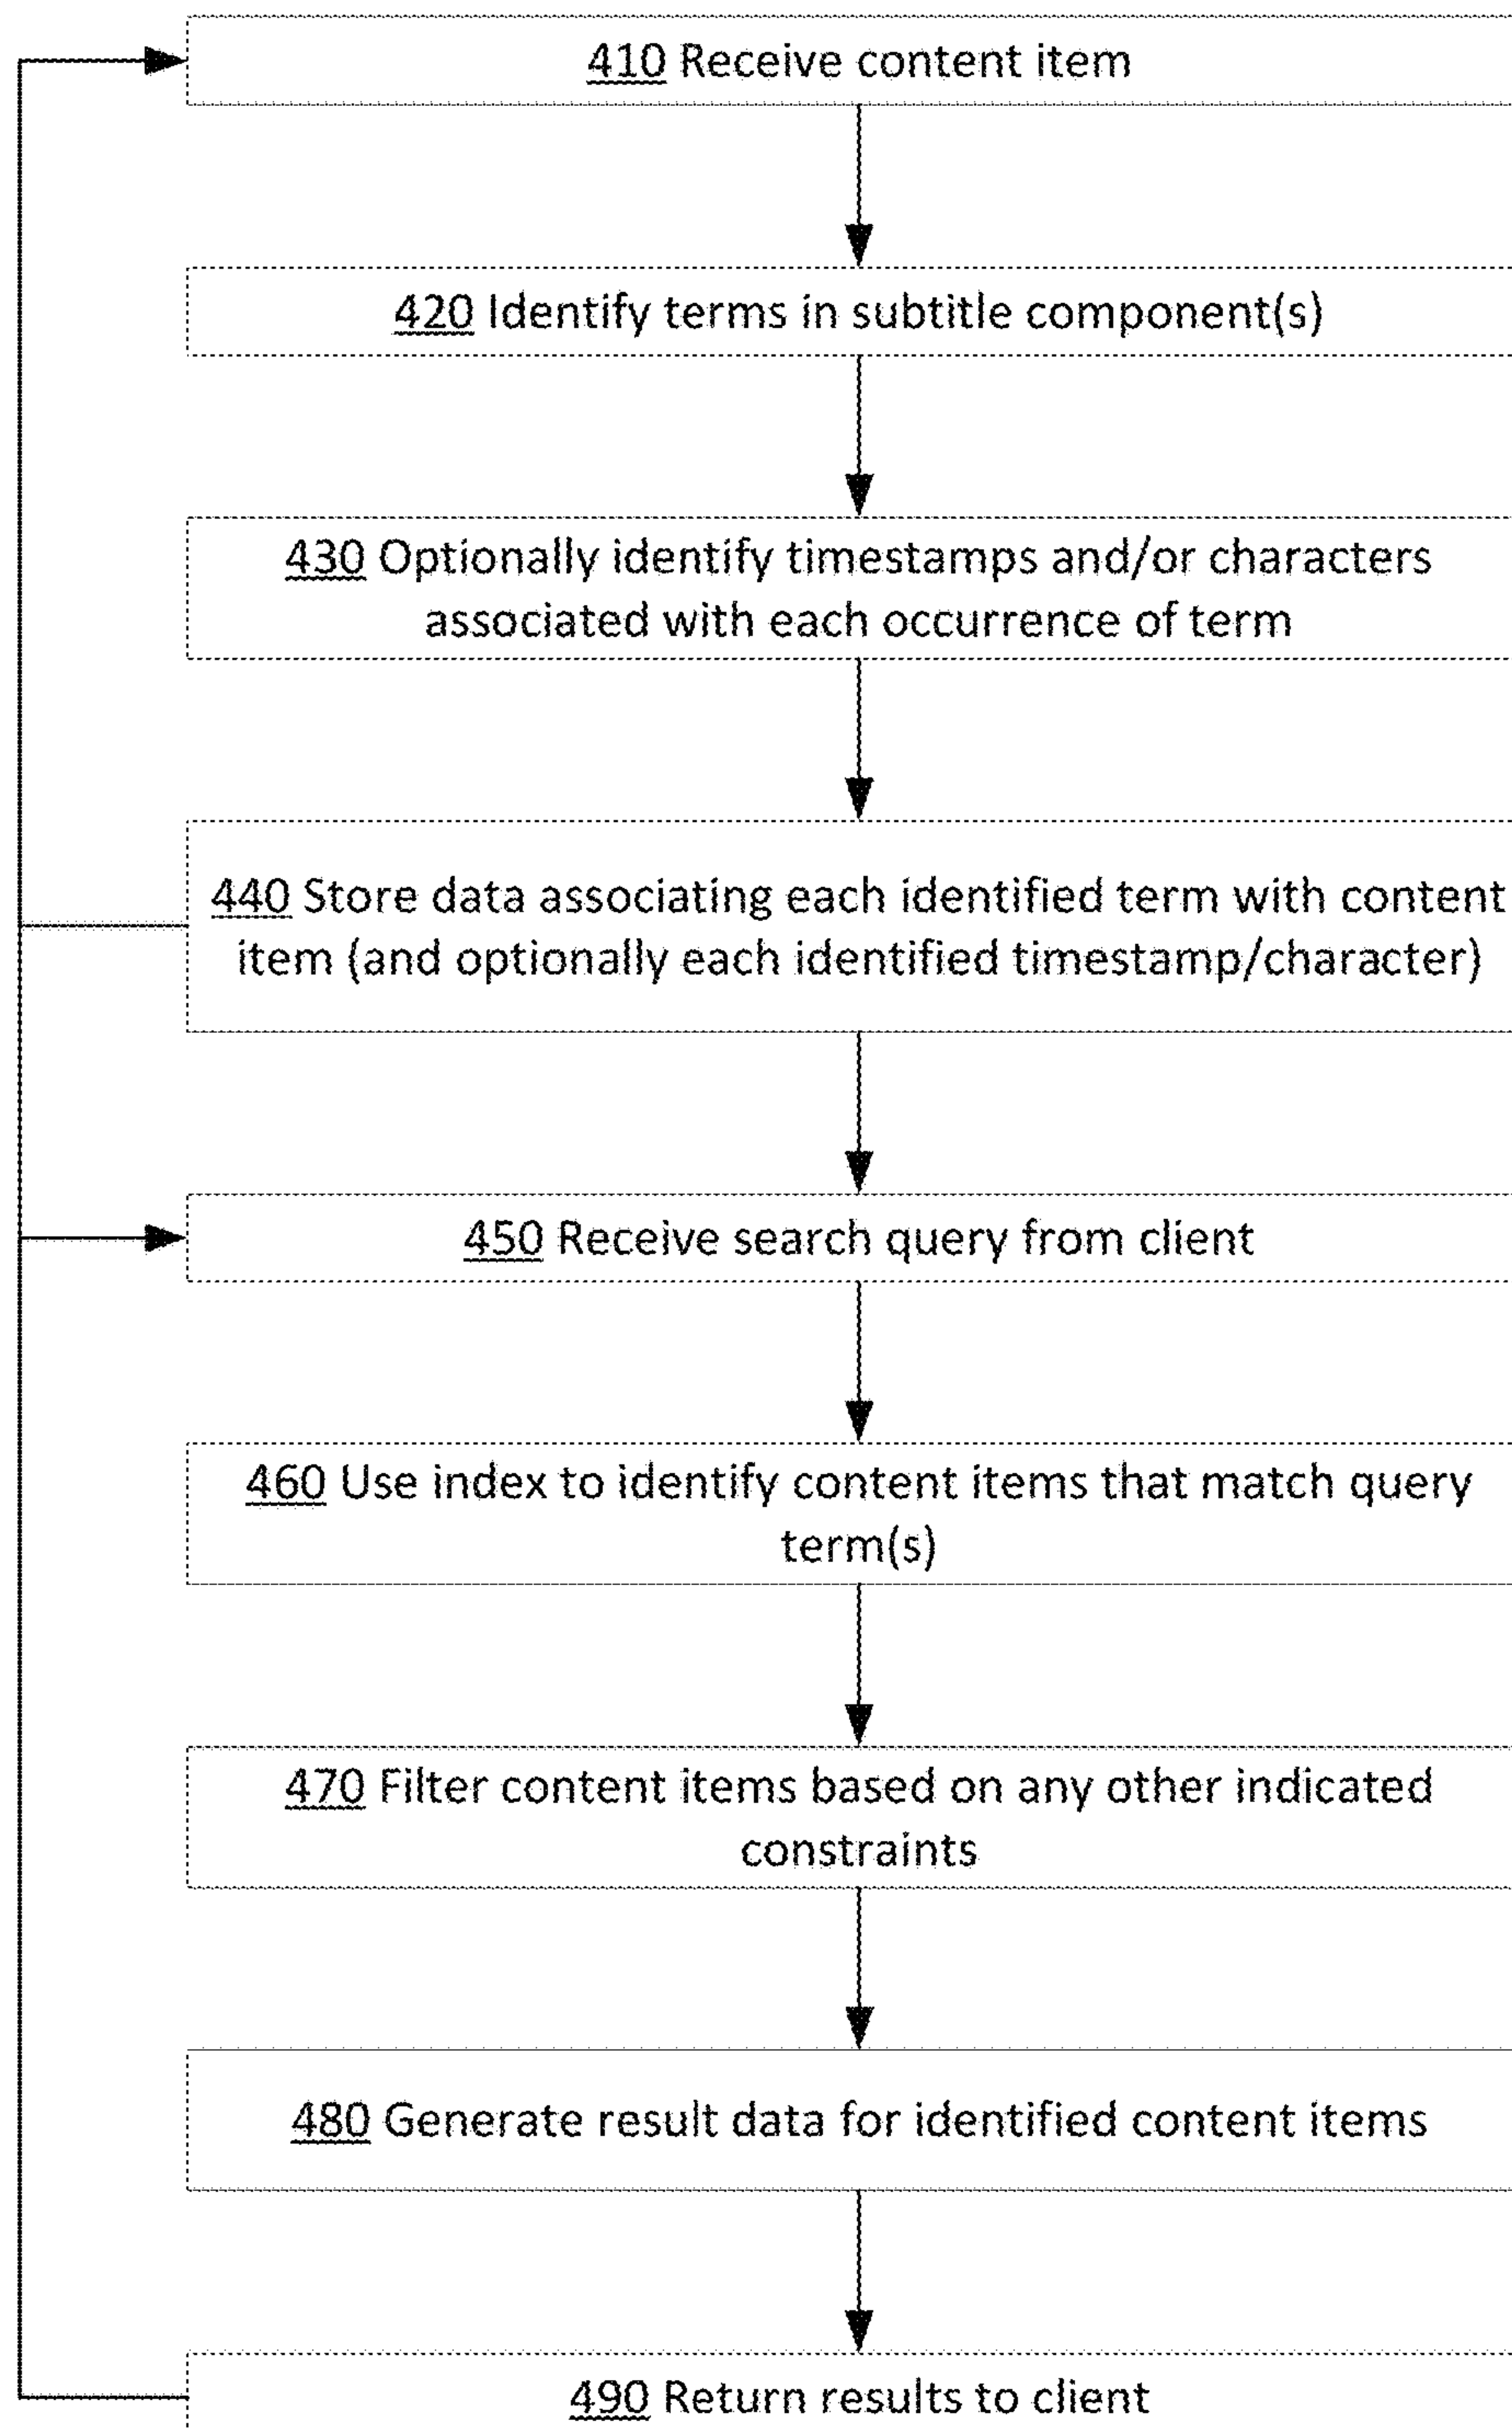 410 Receive content item
420 Identify terms in subtitle component(s)
430 Optionally identify timestamps and/or characters
associated with each occurrence of term
440 Store data associating each identified term with content
item (and optionally each identified timestamp/character)
450 Receive search query from client
460 Use index to identify content items that match query
term(s)
470 Filter content items based on any other indicated
constraints
480 Generate result data for identified content items
490 Return results to client